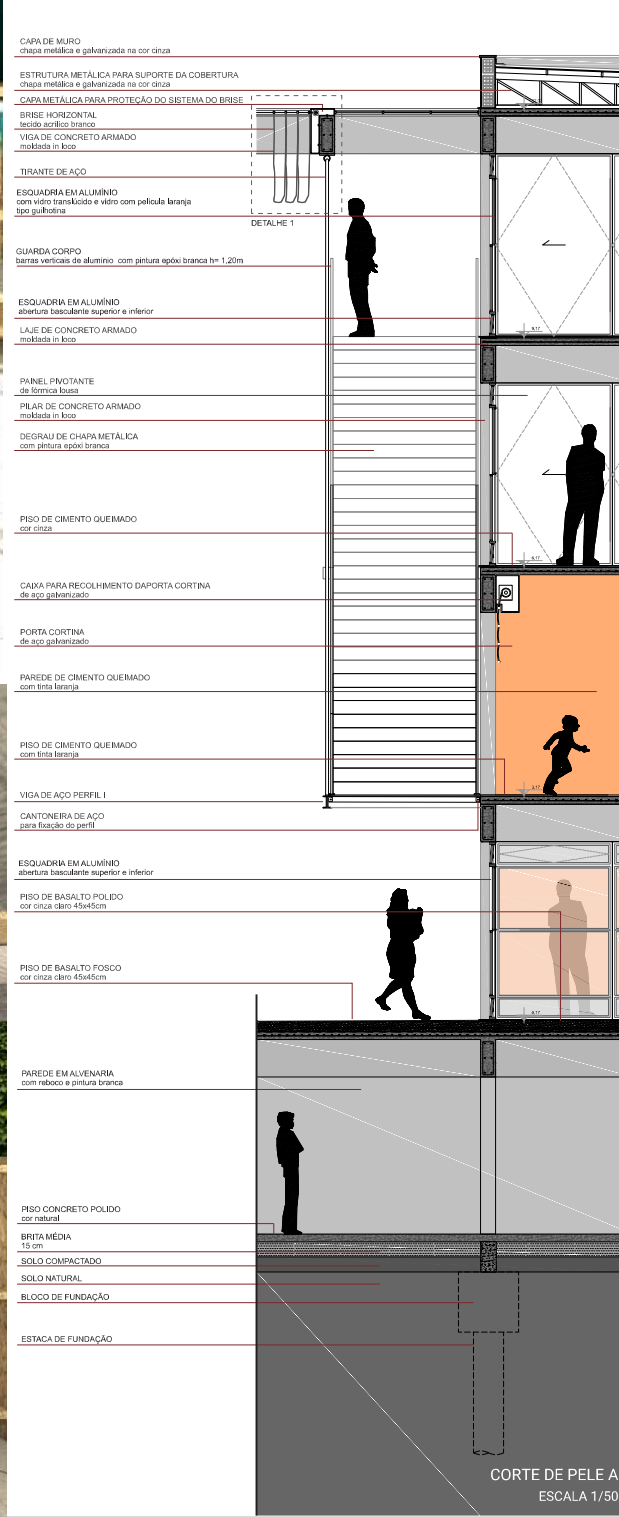 CAPA DE MURO
chapa metálica e galvanizada na cor cinza
ESTRUTURA METÁLICA PARA SUPORTE DA COBERTURA
chapa metálica e galvanizada na cor cinza
CAPA METÁLICA PARA PROTEÇÃO DO SISTEMA DO BRISE
BRISE HORIZONTAL
tecido acrílico branco
VIGA DE CONCRETO ARMADO
moldada in loco
TIRANTE DE AÇO
ESQUADRIA EM ALUMÍNIO
com vidro translúcido e vidro com película laranja
tipo guilhotina
DETALHE 1
GUARDA CORPO
barras verticais de alumínio com pintura epóxi branca h= 1,20m
ESQUADRIA EM ALUMÍNIO
abertura basculante superior e inferior
9,17
LAJE DE CONCRETO ARMADO
moldada in loco
PAINEL PIVOTANTE
de fórmica lousa
PILAR DE CONCRETO ARMADO
moldada in loco
DEGRAU DE CHAPA METÁLICA
com pintura epóxi branca
PISO DE CIMENTO QUEIMADO
cor cinza
6,17
CAIXA PARA RECOLHIMENTO DAPORTA CORTINA
de aço galvanizado
PORTA CORTINA
de aço galvanizado
PAREDE DE CIMENTO QUEIMADO
com tinta laranja
PISO DE CIMENTO QUEIMADO
com tinta laranja
3,17
VIGA DE AÇO PERFIL I
CANTONEIRA DE AÇO
para fixação do perfil
ESQUADRIA EM ALUMÍNIO
abertura basculante superior e inferior
PISO DE BASALTO POLIDO
cor cinza claro 45x45cm
PISO DE BASALTO FOSCO
cor cinza claro 45x45cm
0,17
PAREDE EM ALVENARIA
com reboco e pintura branca
PISO CONCRETO POLIDO
cor natural
BRITA MÉDIA
15 cm
SOLO COMPACTADO
SOLO NATURAL
BLOCO DE FUNDAÇÃO
ESTACA DE FUNDAÇÃO
CORTE DE PELE A
ESCALA 1/50